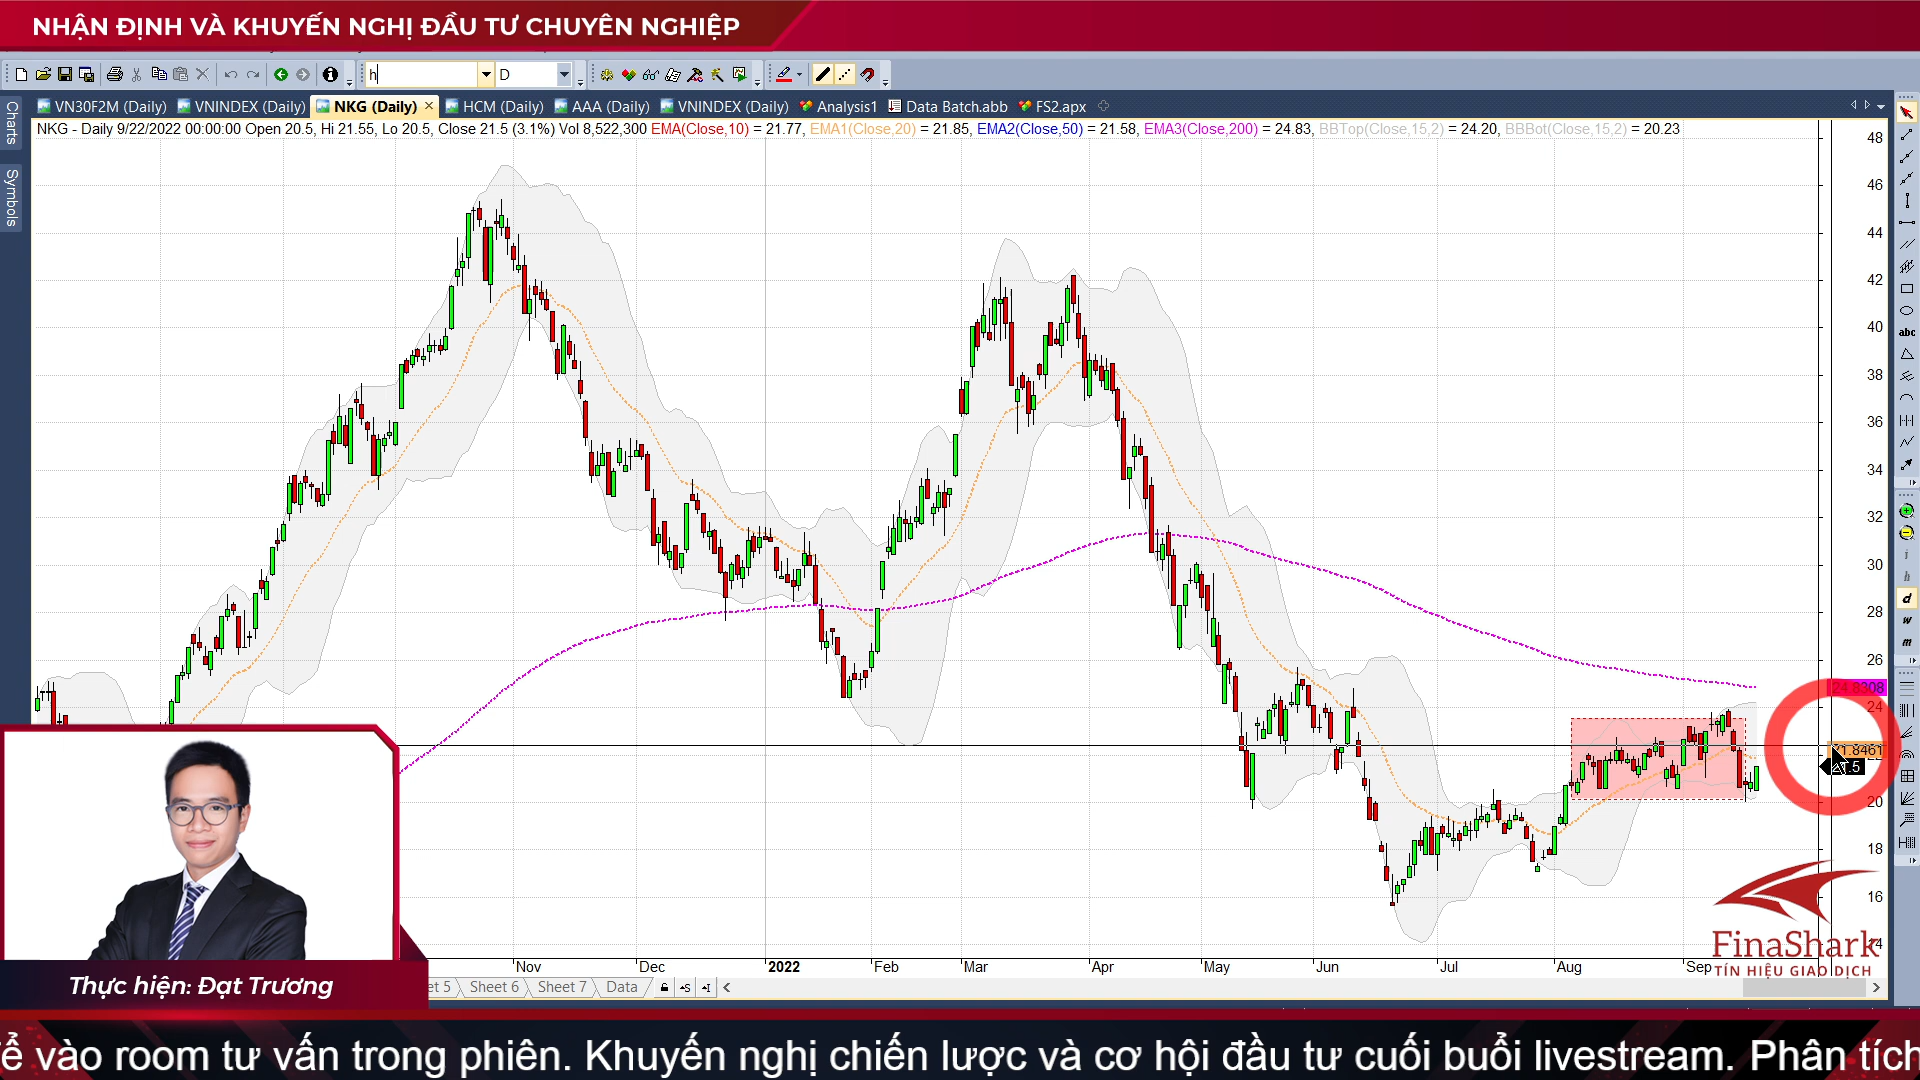 NHẬN ĐỊNH VÀ KHUYẾN NGHỊ ĐẦU TƯ CHUYÊN NGHIỆP
h
D
Charts
Symbols
VN30F2M (Daily)
VNINDEX (Daily)
NKG (Daily)
HCM (Daily)
AAA (Daily)
VNINDEX (Daily)
Analysis1
Data Batch.abb
FS2.apx
NKG - Daily 9/22/2022 00:00:00 Open 20.5, Hi 21.55, Lo 20.5, Close 21.5 (3.1%) Vol 8,522,300 EMA(Close,10) = 21.77, EMA1(Close,20) = 21.85, EMA2(Close,50) = 21.58, EMA3(Close,200) = 24.83, BBTop(Close,15,2) = 24.20, BBBot(Close,15,2) = 20.23
48
46
44
42
40
38
36
34
32
30
28
26
24.8308
24
20
18
16
abc
i
h
d
w
m
Nov
Dec
2022
Feb
Mar
Apr
May
Jun
Jul
Aug
Sep
FinaShark
TÍN HIỆU GIAO DỊCH
Thực hiện: Đạt Trương
Sheet 6
Sheet 7
Data
vào room tư vấn trong phiên. Khuyến nghị chiến lược và cơ hội đầu tư cuối buổi livestream. Phân tích